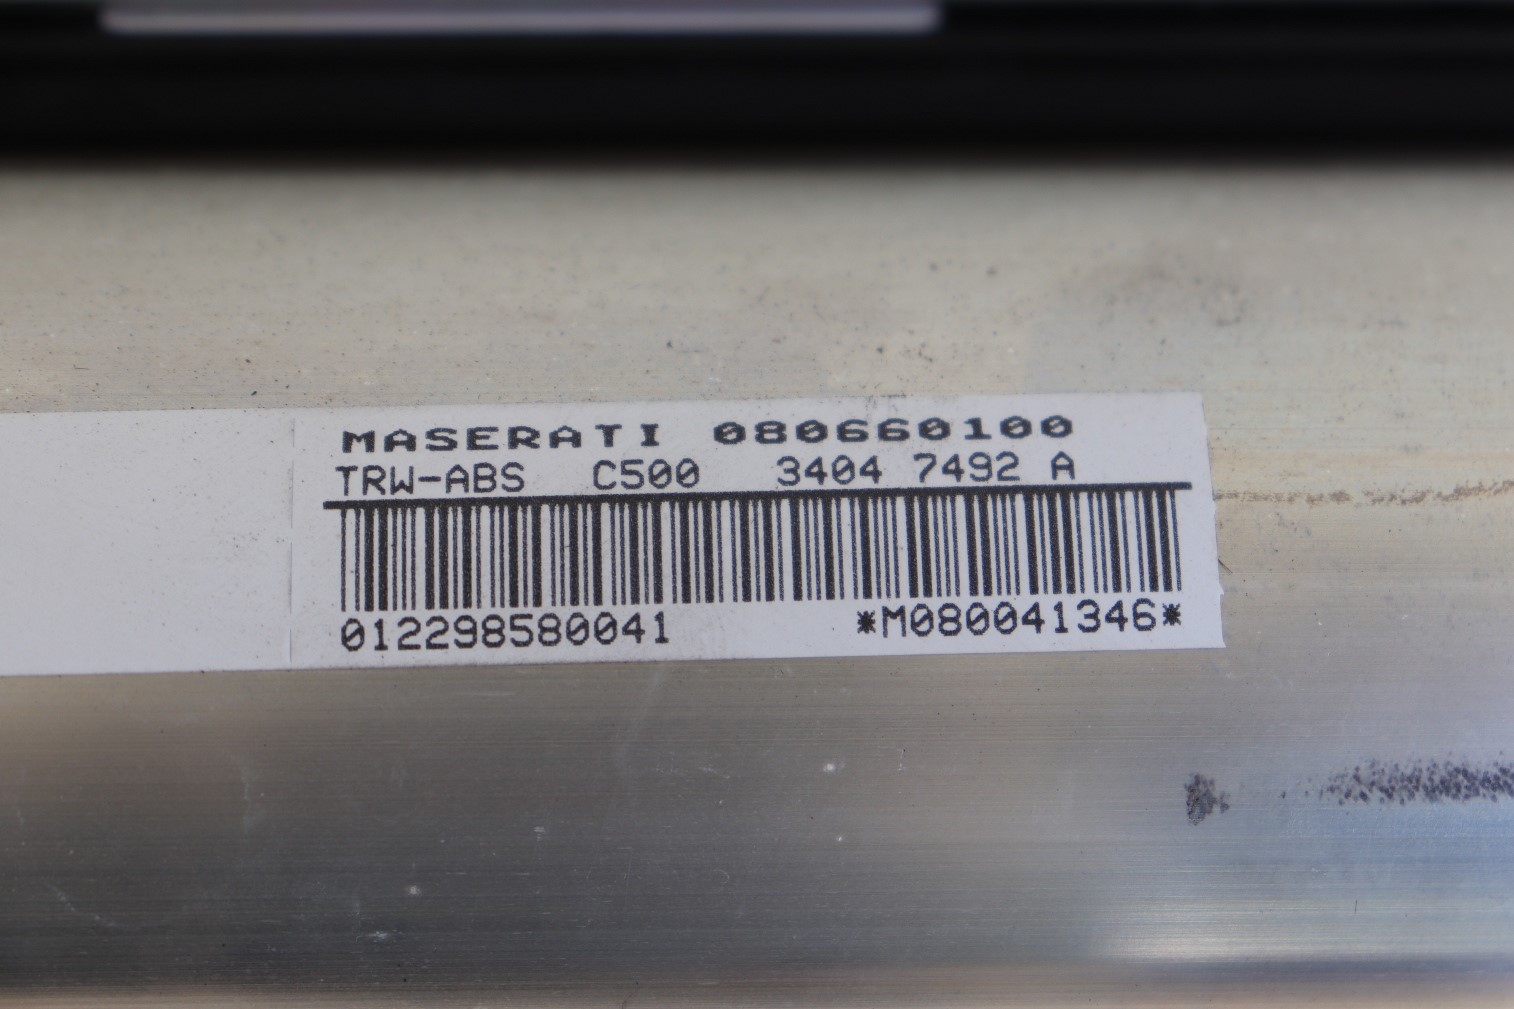 MASERATI 080660100
TRW-ABS C500 3404 7492 A
012298580041 *M080041346*